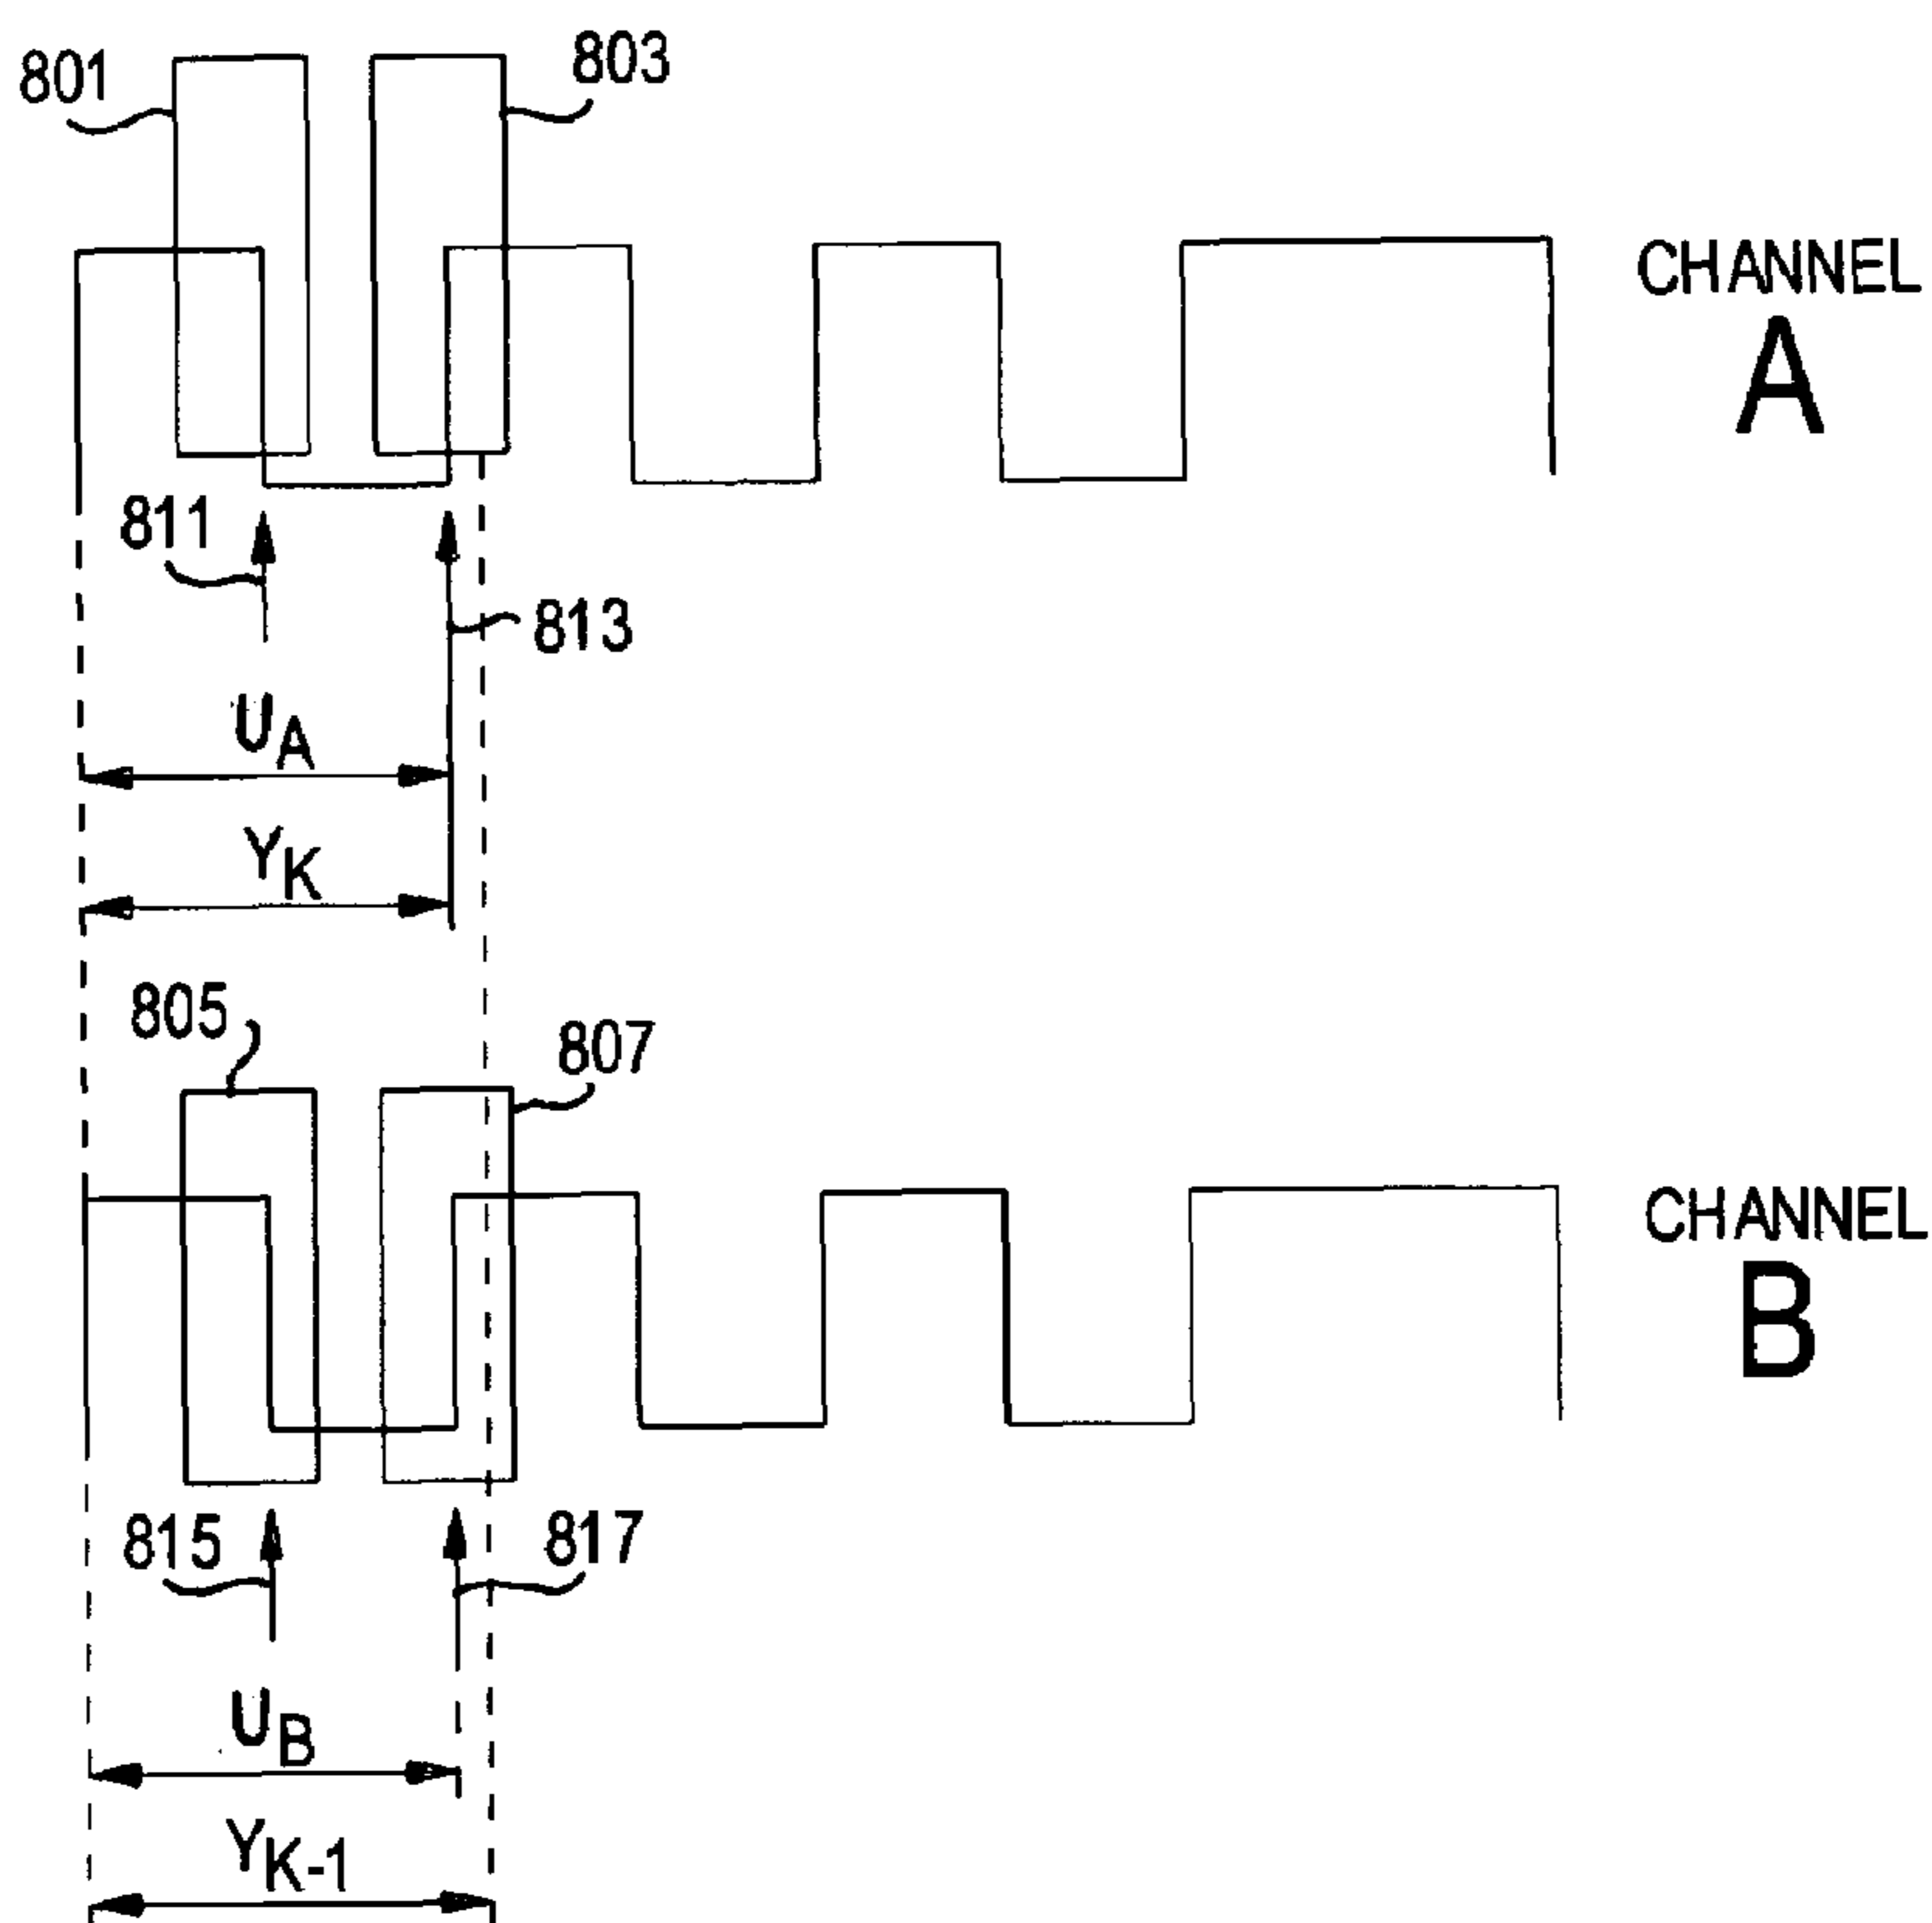 801
803
CHANNEL
A
811
813
UA
YK
805
807
CHANNEL
B
815
817
UB
YK-1